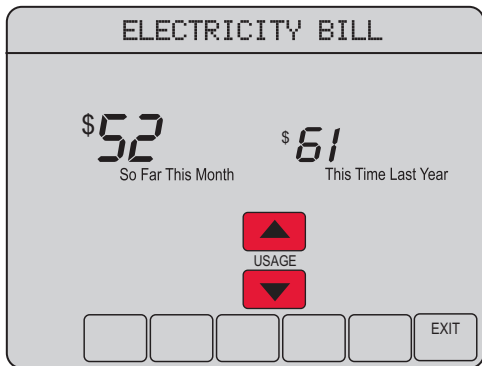 ELECTRICITY BILL
$52 $61
So Far This Month This Time Last Year
USAGE
EXIT